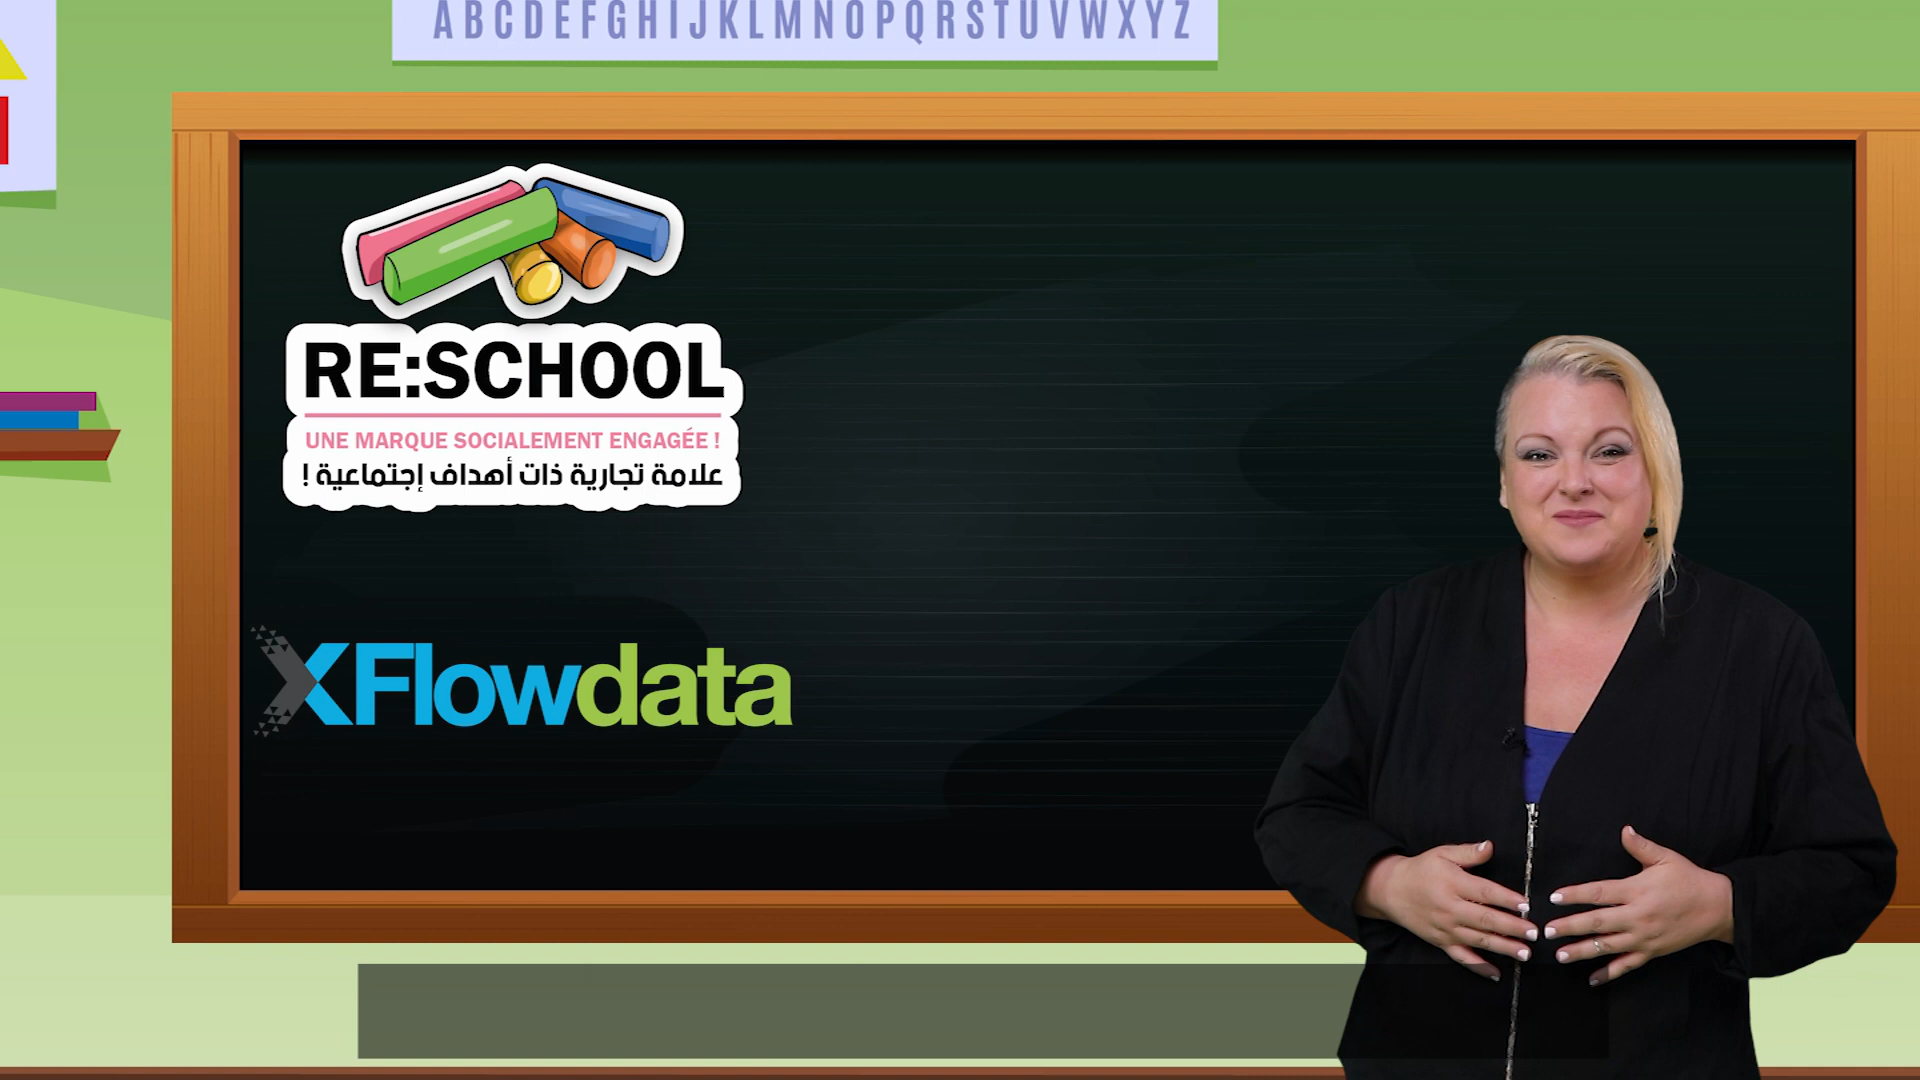 ABCDEFGHIJKLMNOPQRSTUVWXYZ
RE:SCHOOL
UNE MARQUE SOCIALEMENT ENGAGÉE !
علامة تجارية ذات أهداف إجتماعية !
XFlowdata